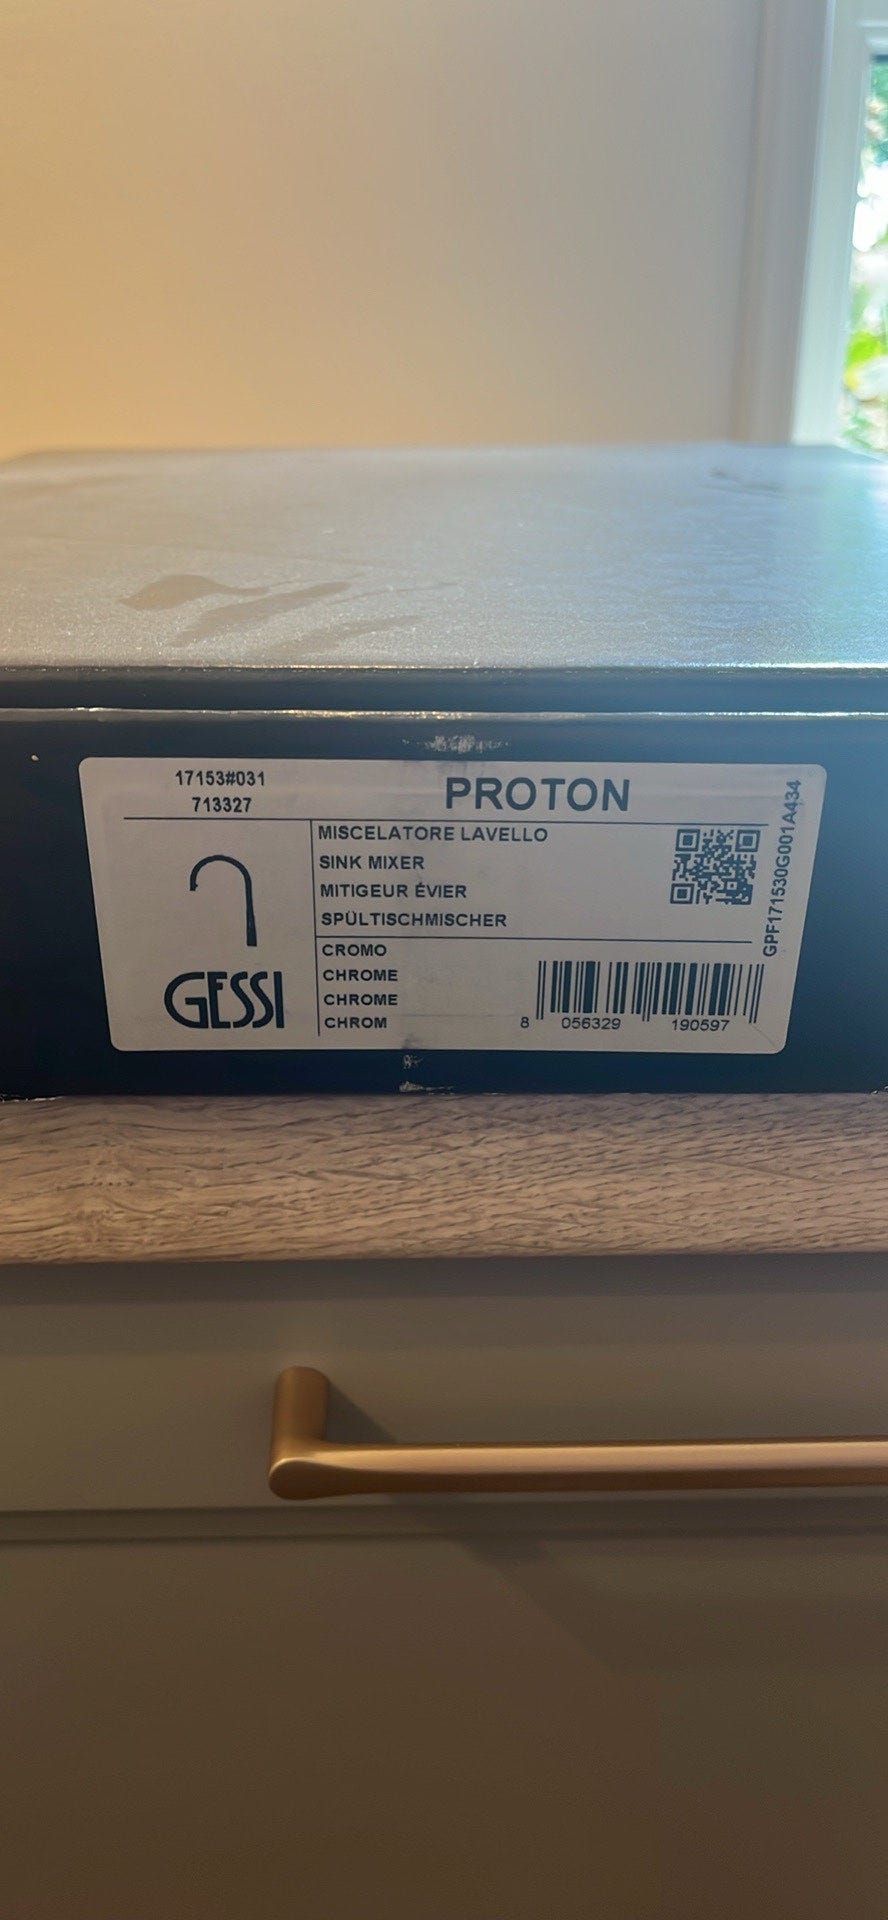 17153#031
713327
PROTON
MISCELATORE LAVELLO
SINK MIXER
MITIGEUR ÉVIER
SPÜLTISCHMISCHER
CROMO
CHROME
CHROME
CHROM
GESSI
8 056329 190597
GPF171530G001A434